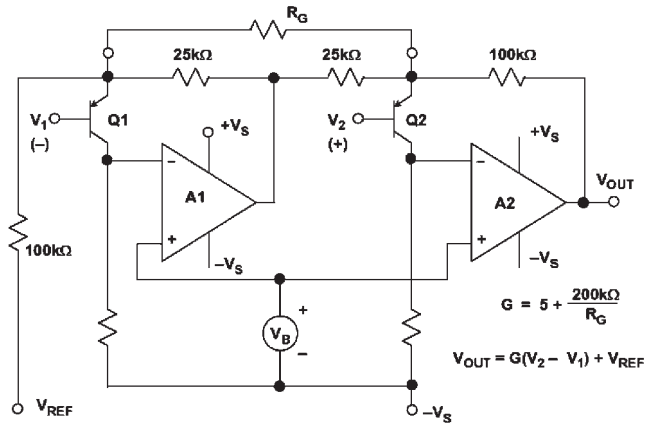 R_G
25kΩ
25kΩ
100kΩ
V_1
(–)
Q1
+V_S
V_2
(+)
Q2
+V_S
–
A1
+
–V_S
–
A2
+
–V_S
V_OUT
100kΩ
+
V_B
–
G = 5 + 200kΩ / R_G
V_OUT = G(V_2 – V_1) + V_REF
V_REF
–V_S